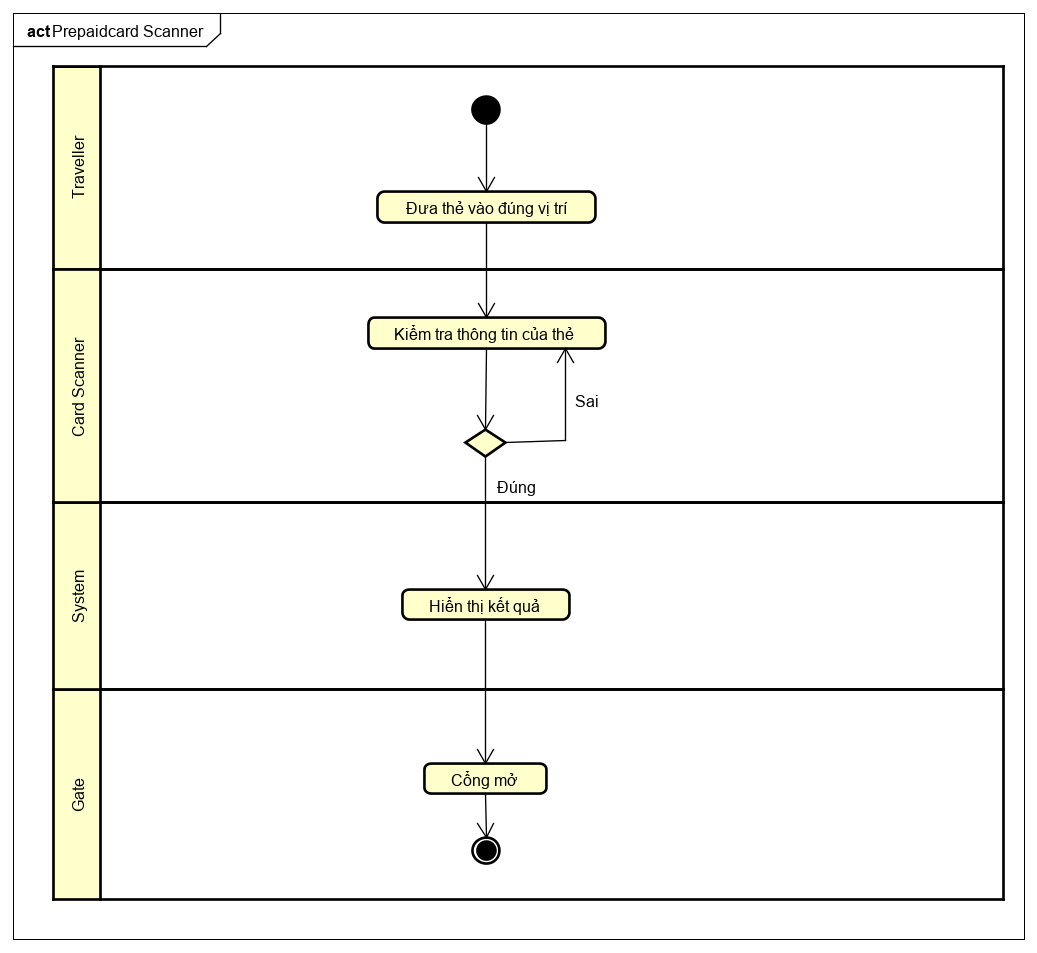 act Prepaidcard Scanner
Traveller
Đưa thẻ vào đúng vị trí
Card Scanner
Kiểm tra thông tin của thẻ
Sai
Đúng
System
Hiển thị kết quả
Gate
Cổng mở